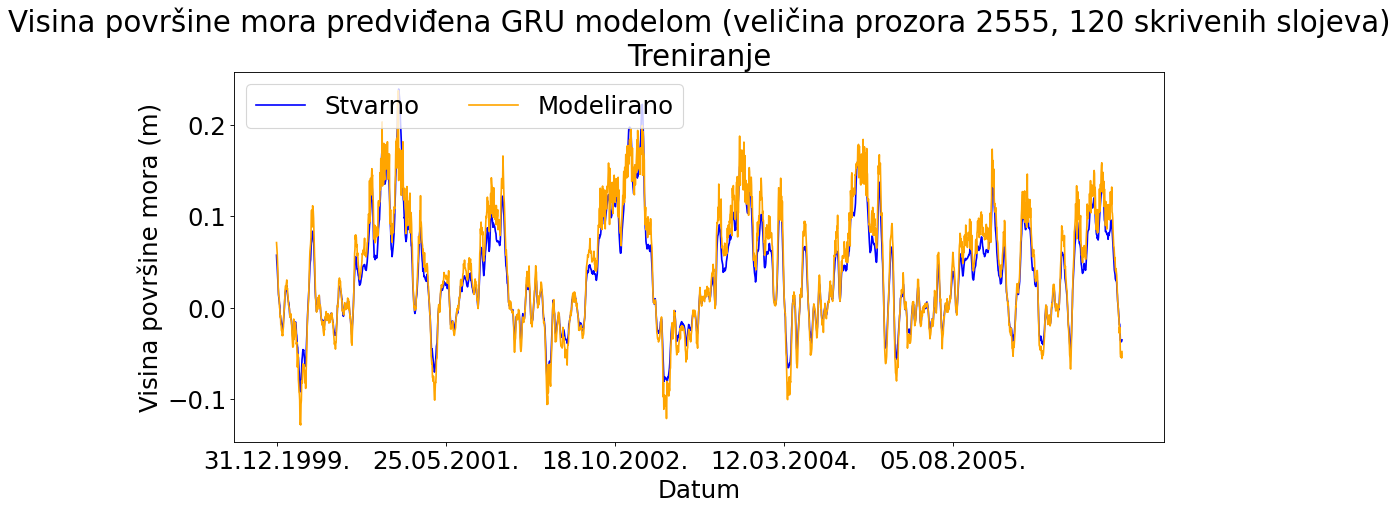 Visina površine mora predviđena GRU modelom (veličina prozora 2555, 120 skrivenih slojeva)
Treniranje
Stvarno Modelirano
Visina površine mora (m)
0.2
0.1
0.0
−0.1
31.12.1999. 25.05.2001. 18.10.2002. 12.03.2004. 05.08.2005.
Datum